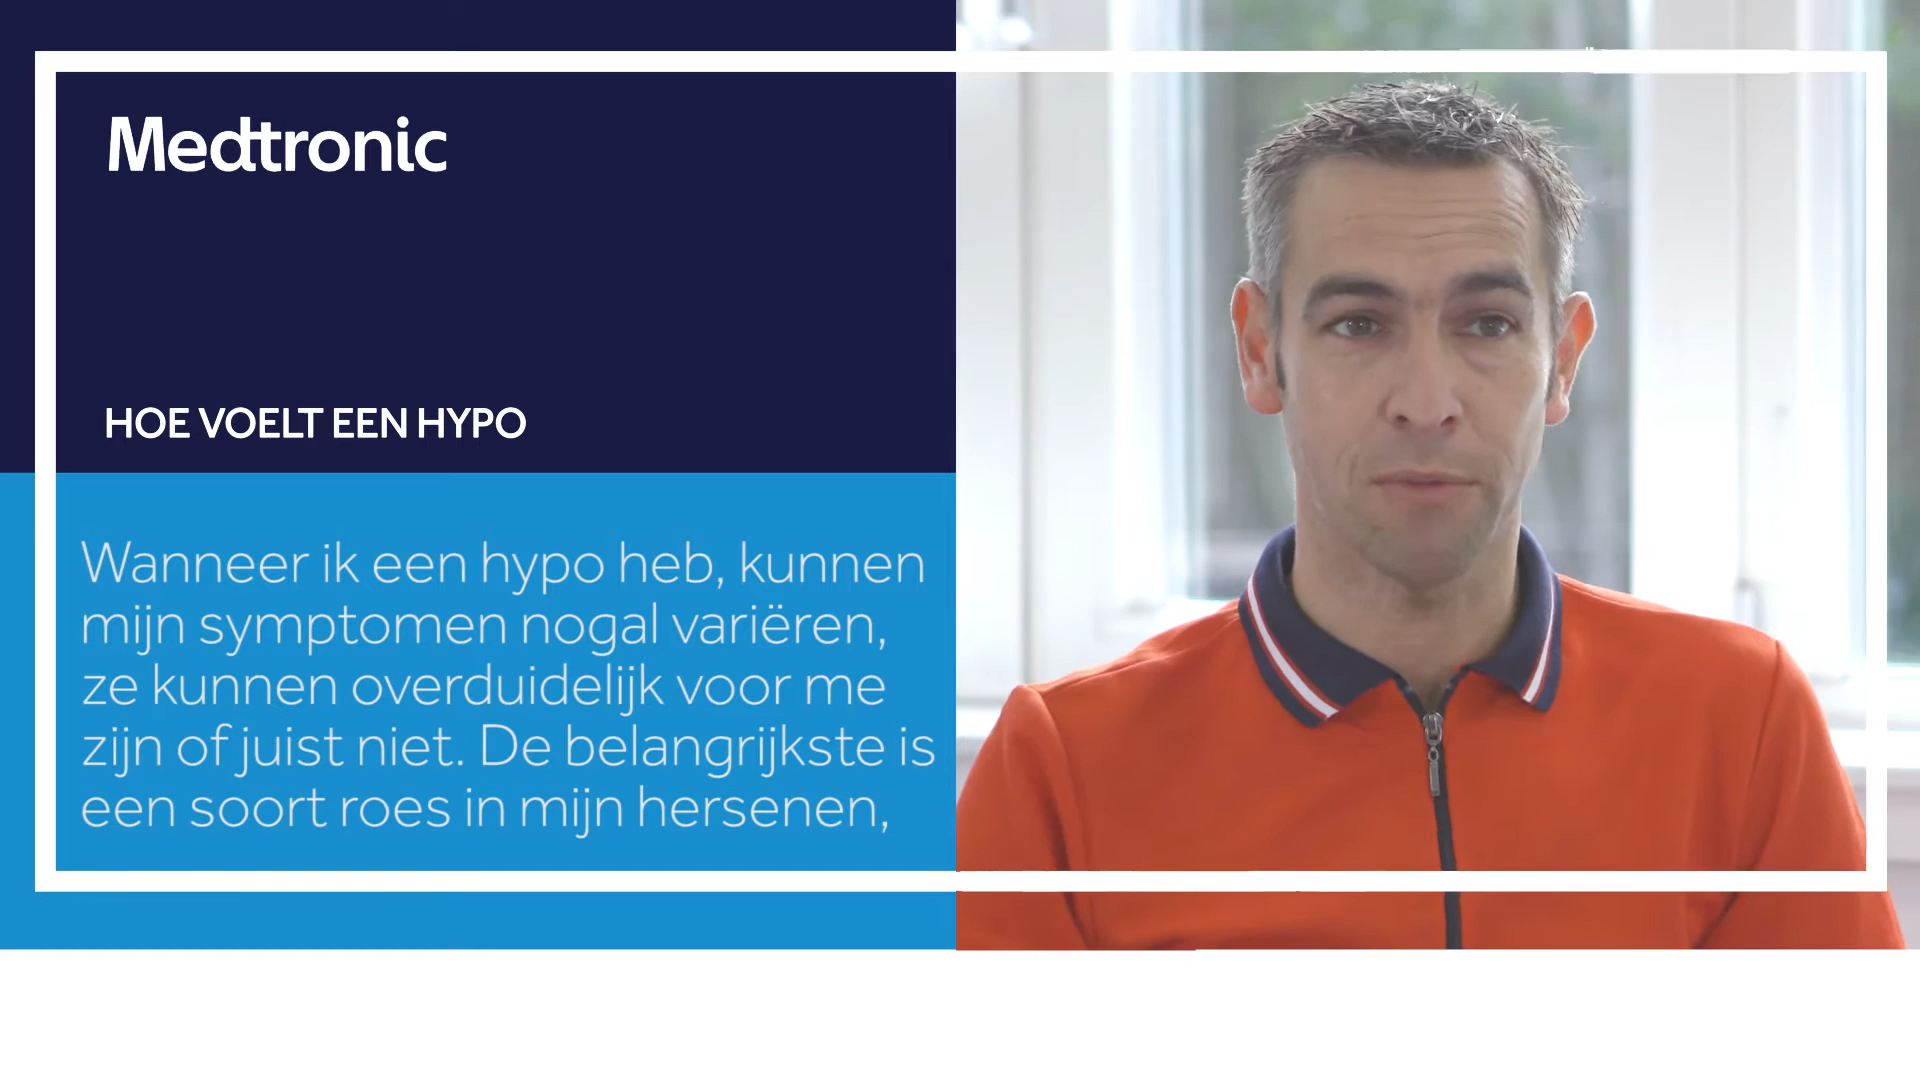 Medtronic
HOE VOELT EEN HYPO
Wanneer ik een hypo heb, kunnen
mijn symptomen nogal variëren,
ze kunnen overduidelijk voor me
zijn of juist niet. De belangrijkste is
een soort roes in mijn hersenen,